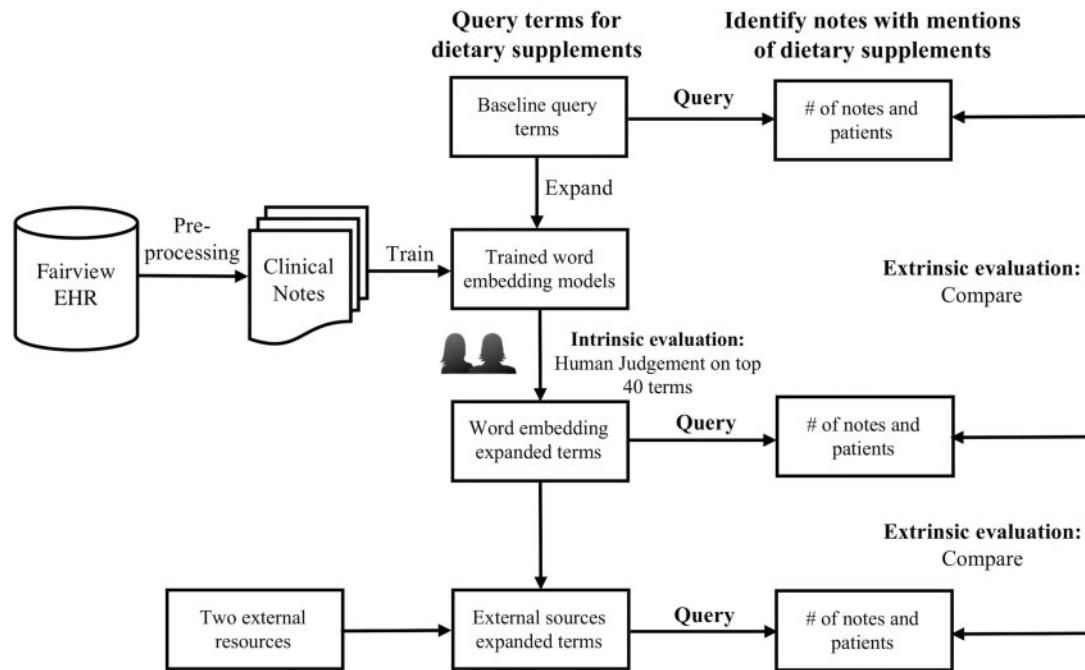 Query terms for
dietary supplements
Identify notes with mentions
of dietary supplements
Baseline query
terms
Query
# of notes and
patients
Expand
Fairview
EHR
Pre-
processing
Clinical
Notes
Train
Trained word
embedding models
Extrinsic evaluation:
Compare
Intrinsic evaluation:
Human Judgement on top
40 terms
Word embedding
expanded terms
Query
# of notes and
patients
Extrinsic evaluation:
Compare
Two external
resources
External sources
expanded terms
Query
# of notes and
patients